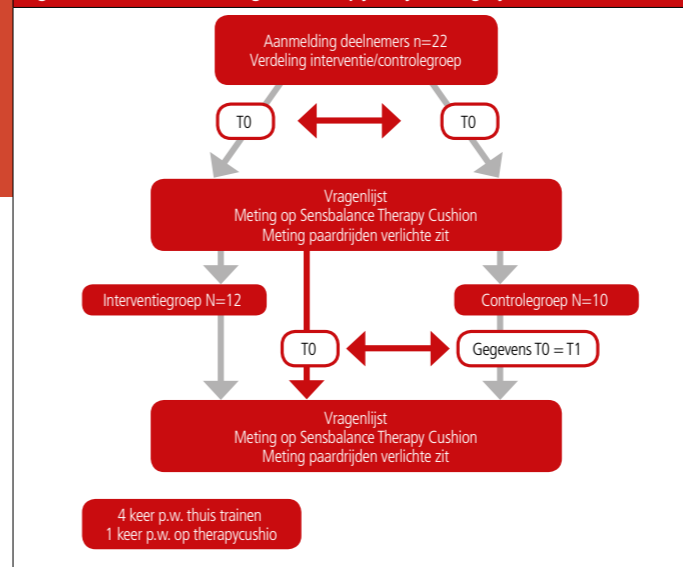 Aanmelding deelnemers n=22
Verdeling interventie/controlegroep
T0
T0
Vragenlijst
Meting op Sensbalance Therapy Cushion
Meting paardrijden verlichte zit
Interventiegroep N=12
Controlegroep N=10
T0
Gegevens T0 = T1
Vragenlijst
Meting op Sensbalance Therapy Cushion
Meting paardrijden verlichte zit
4 keer p.w. thuis trainen
1 keer p.w. op therapycushio